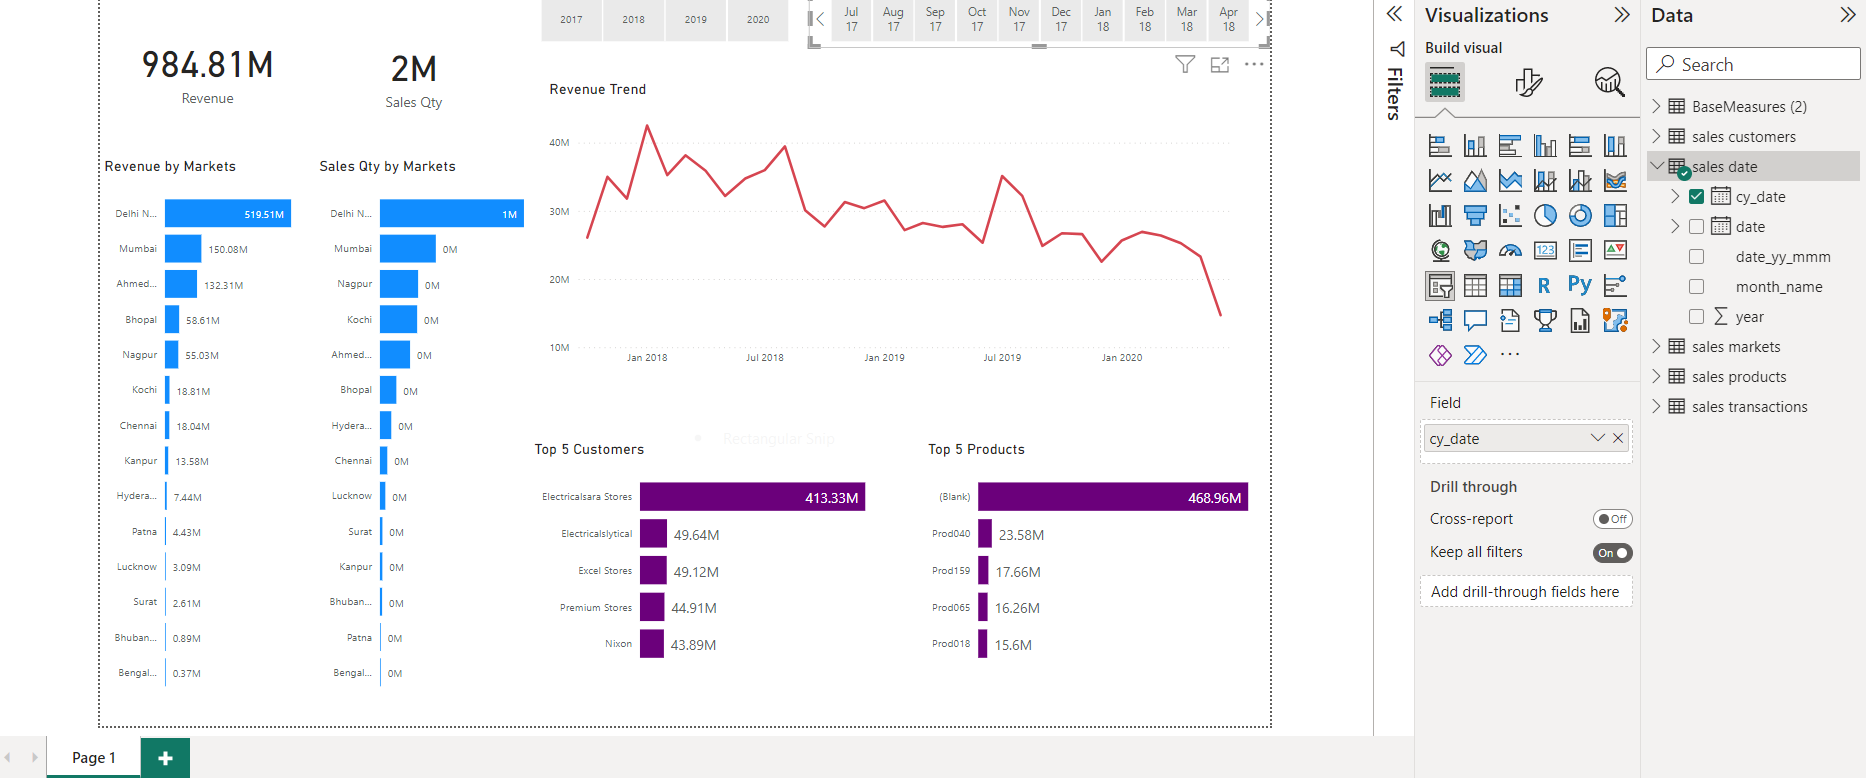 2017
2018
2019
2020
Jul 17
Aug 17
Sep 17
Oct 17
Nov 17
Dec 17
Jan 18
Feb 18
Mar 18
Apr 18
984.81M
Revenue
2M
Sales Qty
Revenue Trend
40M
30M
20M
10M
Jan 2018
Jul 2018
Jan 2019
Jul 2019
Jan 2020
Revenue by Markets
Delhi N... 519.51M
Mumbai 150.08M
Ahmed... 132.31M
Bhopal 58.61M
Nagpur 55.03M
Kochi 18.81M
Chennai 18.04M
Kanpur 13.58M
Hydera... 7.44M
Patna 4.43M
Lucknow 3.09M
Surat 2.61M
Bhuban... 0.89M
Bengal... 0.37M
Sales Qty by Markets
Delhi N... 1M
Mumbai 0M
Nagpur 0M
Kochi 0M
Ahmed... 0M
Bhopal 0M
Hydera... 0M
Chennai 0M
Lucknow 0M
Surat 0M
Kanpur 0M
Bhuban... 0M
Patna 0M
Bengal... 0M
Rectangular Snip
Top 5 Customers
Electricalsara Stores 413.33M
Electricalslytical 49.64M
Excel Stores 49.12M
Premium Stores 44.91M
Nixon 43.89M
Top 5 Products
(Blank) 468.96M
Prod040 23.58M
Prod159 17.66M
Prod065 16.26M
Prod018 15.6M
Page 1
Filters
Visualizations
Build visual
123
R
Py
...
Field
cy_date
Drill through
Cross-report
Off
Keep all filters
On
Add drill-through fields here
Data
Search
BaseMeasures (2)
sales customers
sales date
cy_date
date
date_yy_mmm
month_name
year
sales markets
sales products
sales transactions